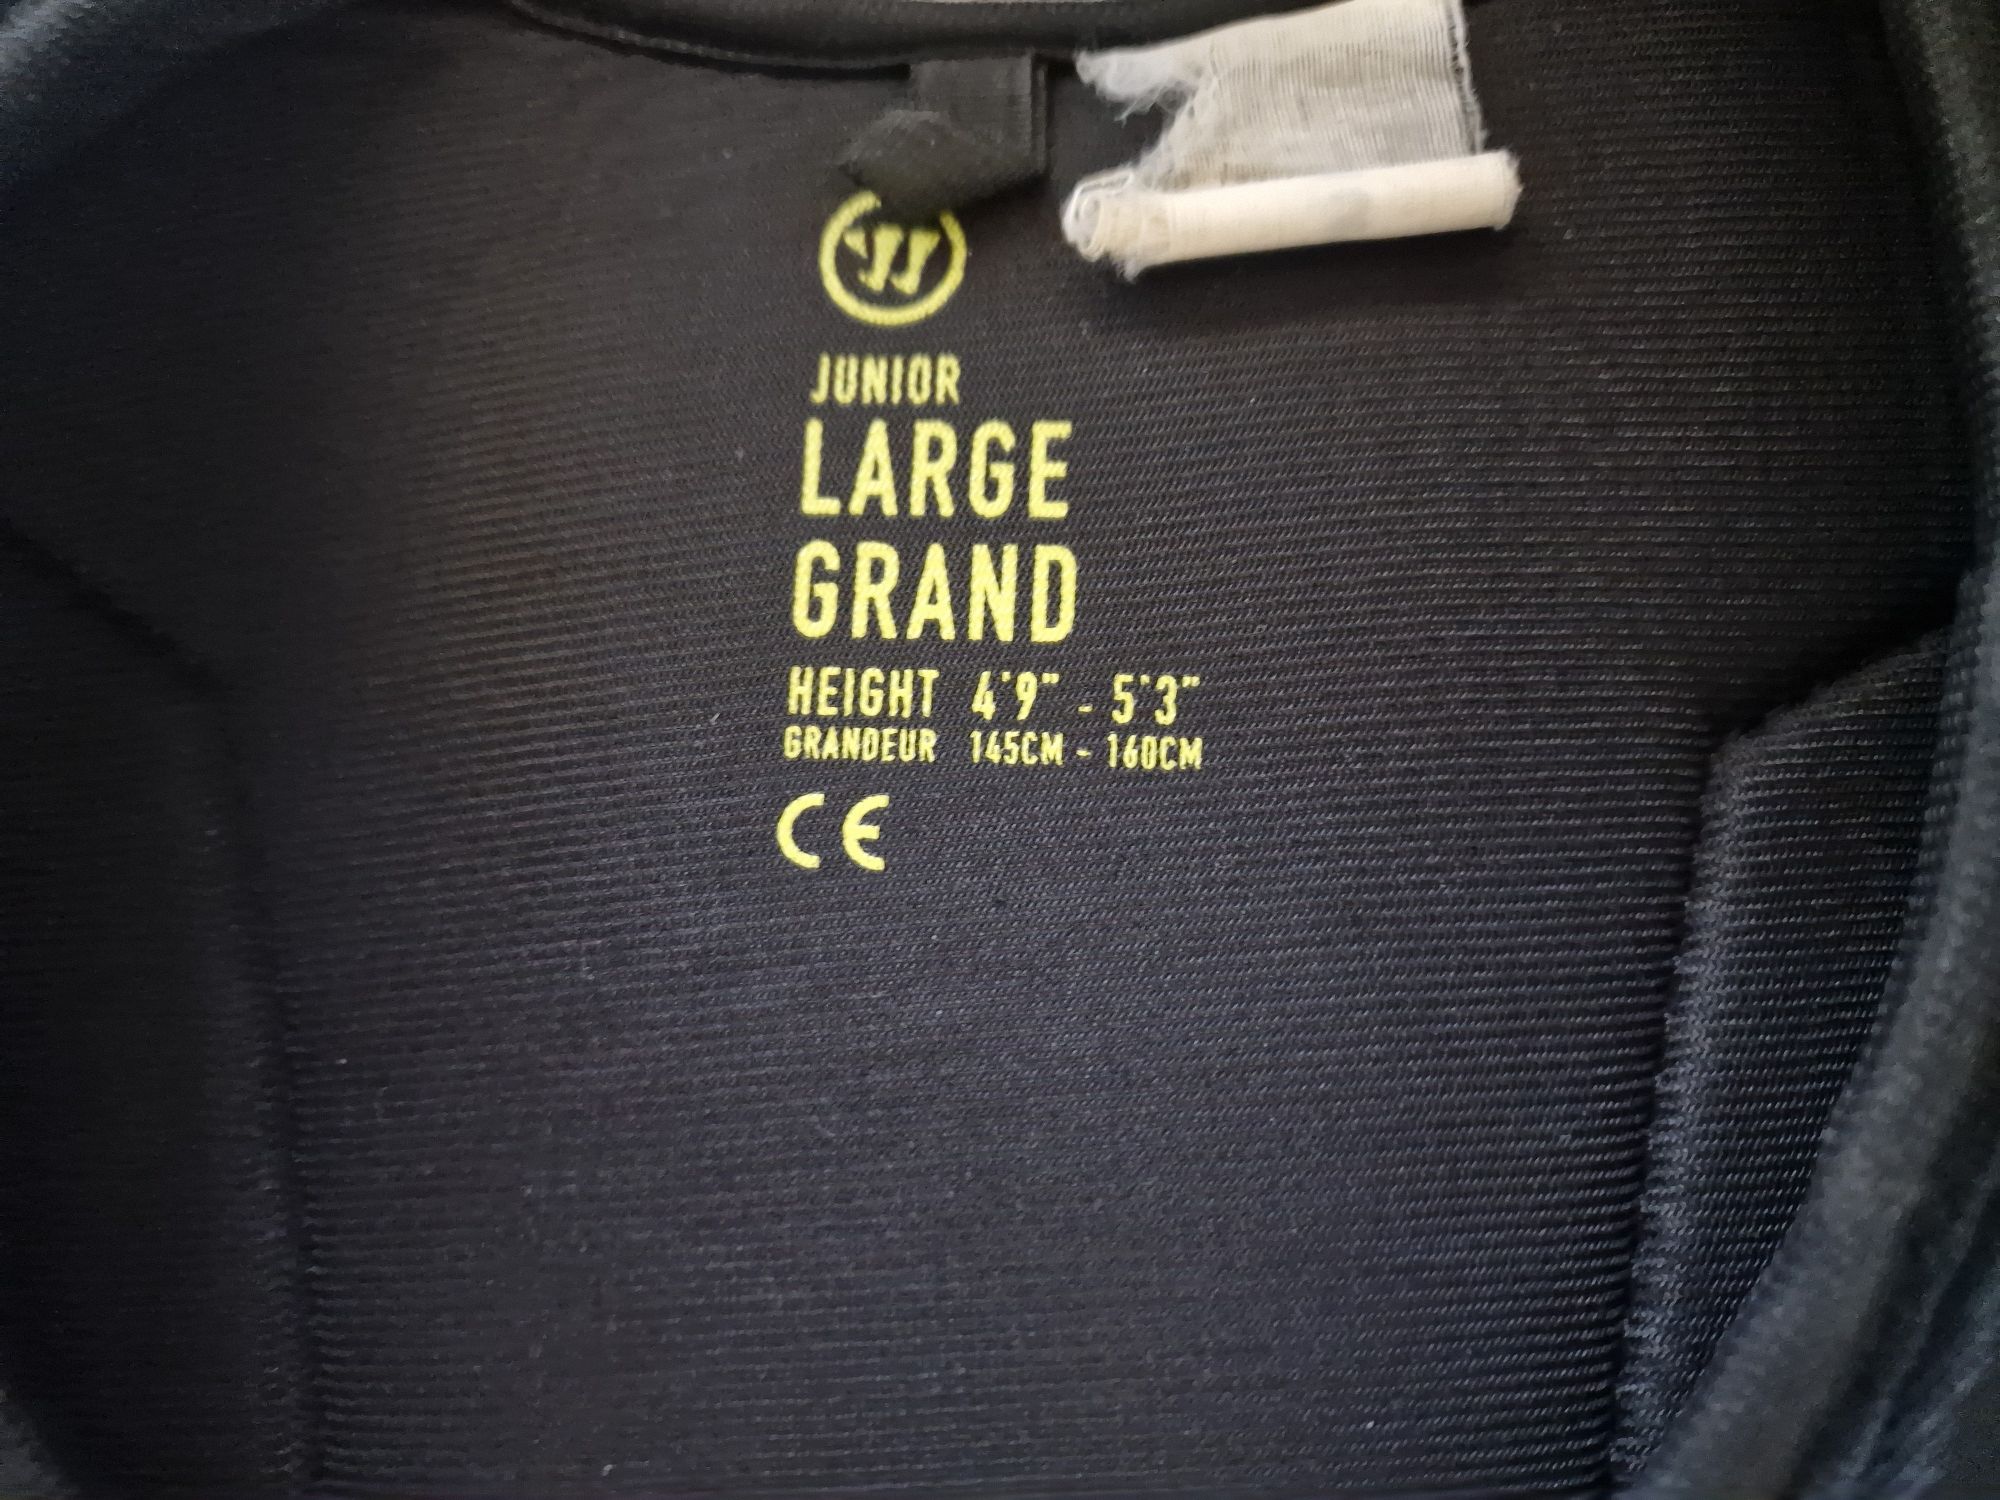 JUNIOR
LARGE
GRAND
HEIGHT 4'9" - 5'3"
GRANDEUR 145CM - 160CM
CE